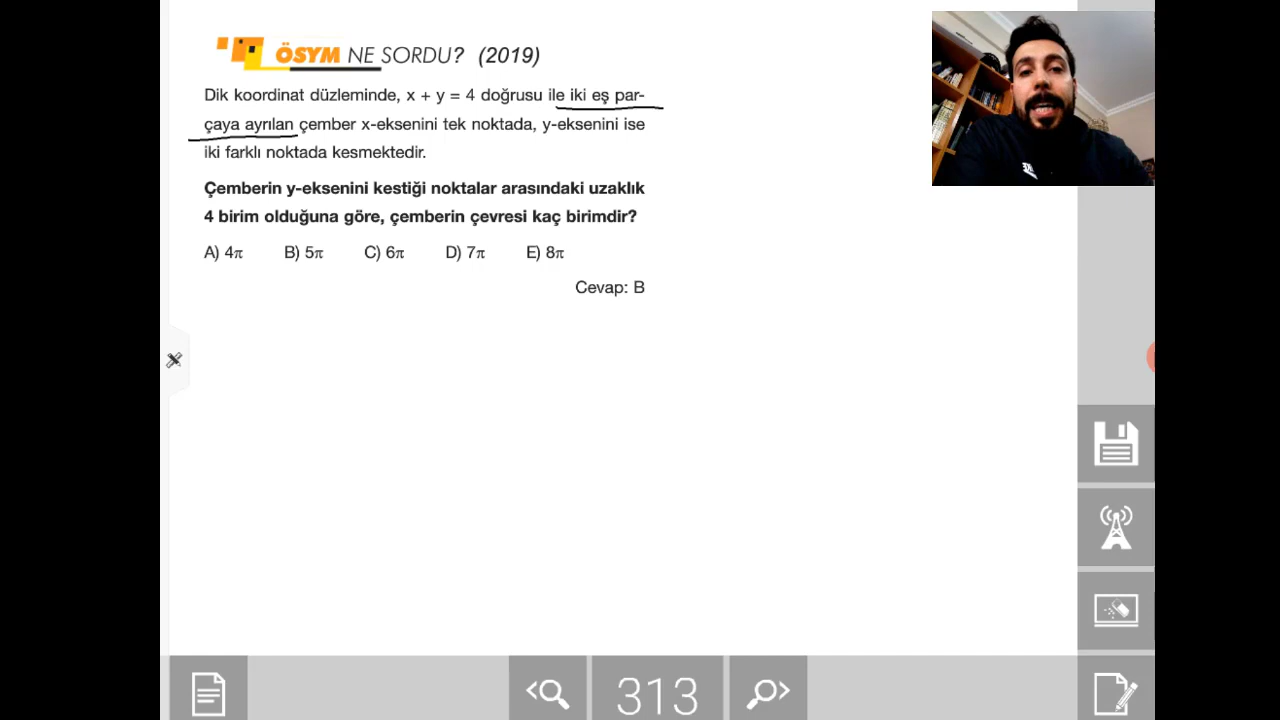 ÖSYM NE SORDU? (2019)
Dik koordinat düzleminde, x + y = 4 doğrusu ile iki eş par-
çaya ayrılan çember x-eksenini tek noktada, y-eksenini ise
iki farklı noktada kesmektedir.
Çemberin y-eksenini kestiği noktalar arasındaki uzaklık
4 birim olduğuna göre, çemberin çevresi kaç birimdir?
A) 4π B) 5π C) 6π D) 7π E) 8π
Cevap: B
313